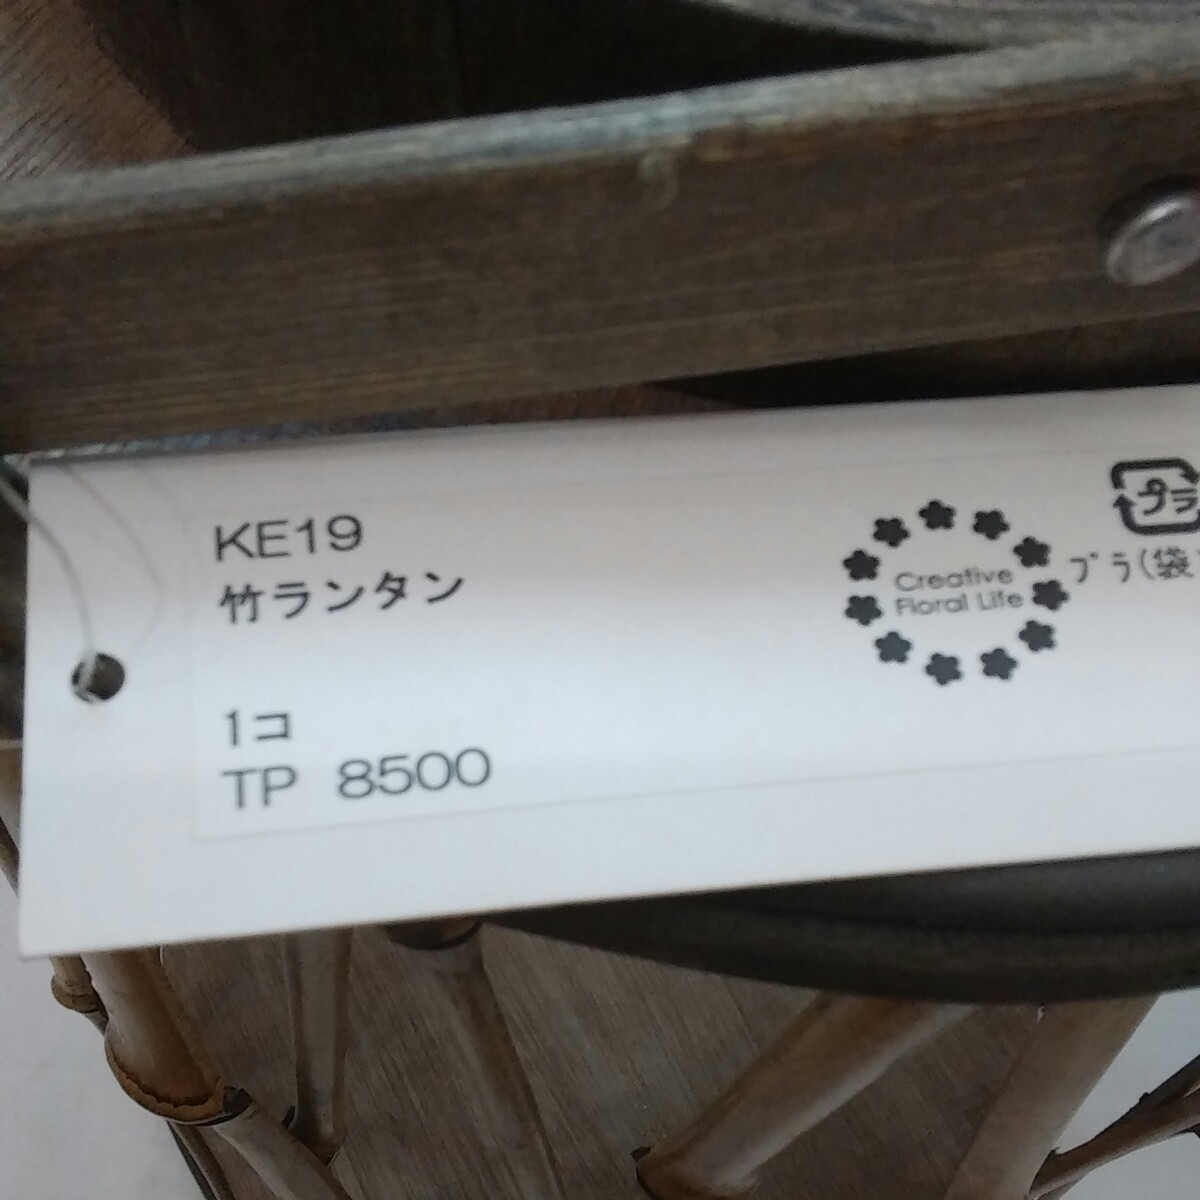 KE19
竹ランタン
1コ
TP 8500
Creative
Floral Life
プラ
プラ(袋)